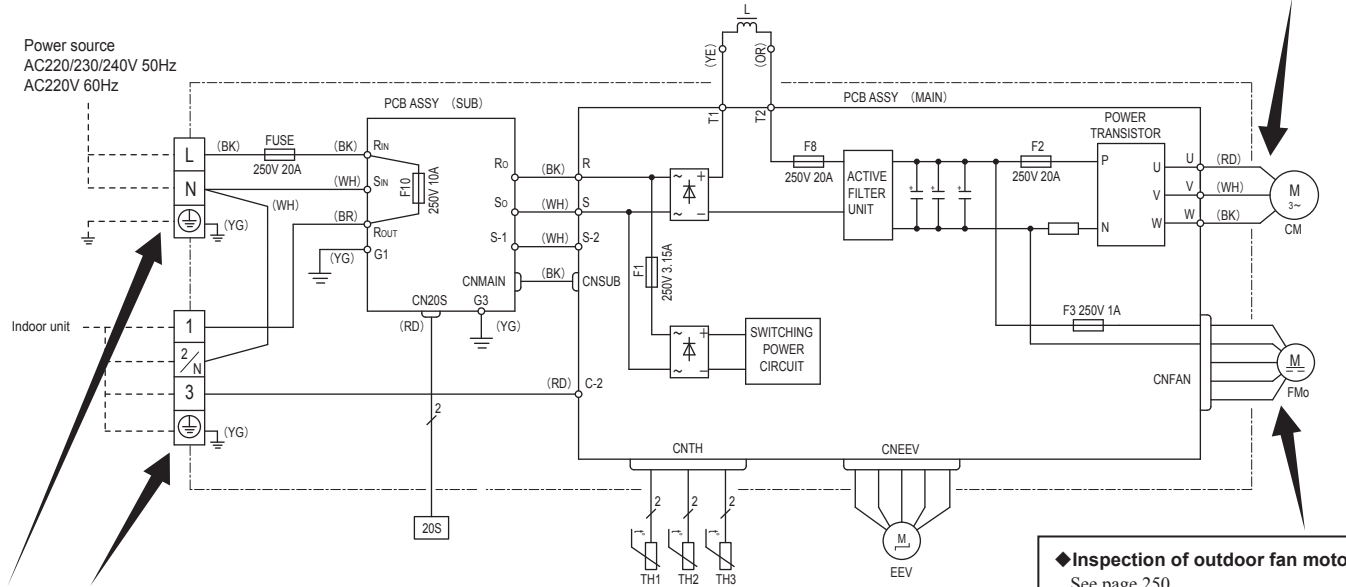 L
Power source
AC220/230/240V 50Hz
AC220V 60Hz
(YE)
(OR)
PCB ASSY (SUB)
T1
T2
PCB ASSY (MAIN)
POWER
TRANSISTOR
L
(BK)
FUSE
250V 20A
(BK)
RIN
RO
(BK)
R
F8
250V 20A
ACTIVE
FILTER
UNIT
F2
250V 20A
P
U
U
(RD)
N
(WH)
SIN
F10
250V 10A
SO
(WH)
S
V
V
(WH)
M
3~
CM
(WH)
(YG)
(BR)
ROUT
S-1
(WH)
S-2
N
W
W
(BK)
(YG)
G1
CNMAIN
(BK)
CNSUB
F1
250V 3.15A
CN20S
G3
(RD)
(YG)
F3 250V 1A
Indoor unit
1
2/N
3
(YG)
SWITCHING
POWER
CIRCUIT
(RD)
C-2
CNFAN
M
FMo
2
CNTH
CNEEV
2
2
2
20S
t°
t°
t°
TH1
TH2
TH3
M
EEV
◆Inspection of outdoor fan moto
See page 250.